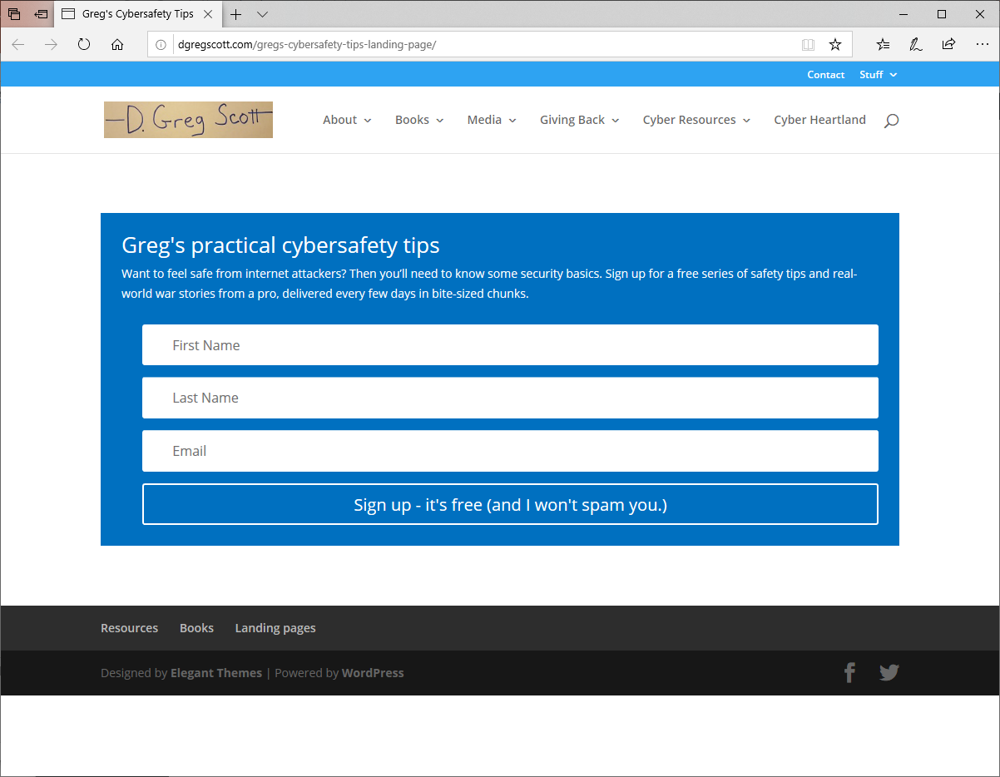 Greg's Cybersafety Tips
dgregscott.com/gregs-cybersafety-tips-landing-page/
Contact Stuff
D. Greg Scott
About Books Media Giving Back Cyber Resources Cyber Heartland
Greg's practical cybersafety tips
Want to feel safe from internet attackers? Then you’ll need to know some security basics. Sign up for a free series of safety tips and real-
world war stories from a pro, delivered every few days in bite-sized chunks.
First Name
Last Name
Email
Sign up - it's free (and I won't spam you.)
Resources Books Landing pages
Designed by Elegant Themes | Powered by WordPress